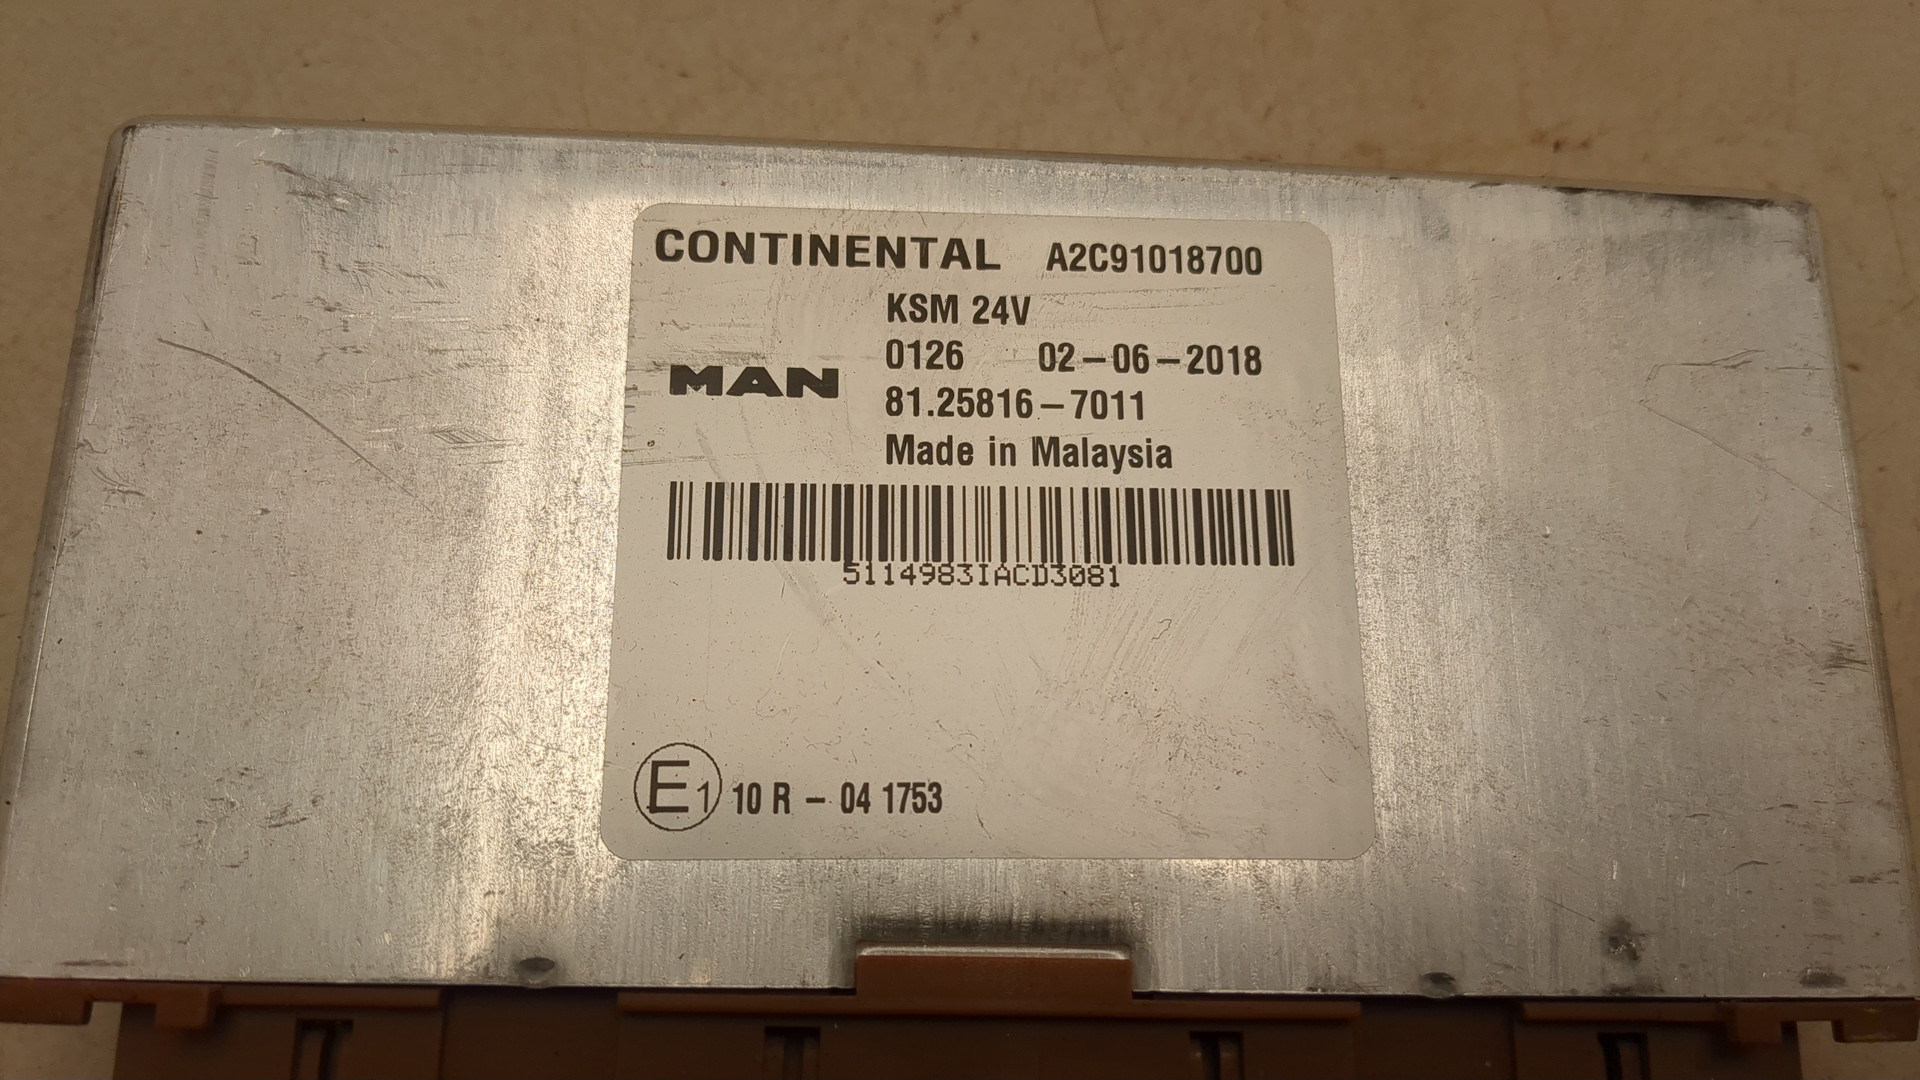 CONTINENTAL A2C91018700
KSM 24V
0126 02-06-2018
MAN
81.25816-7011
Made in Malaysia
5114983IACD3081
E1 10 R - 04 1753